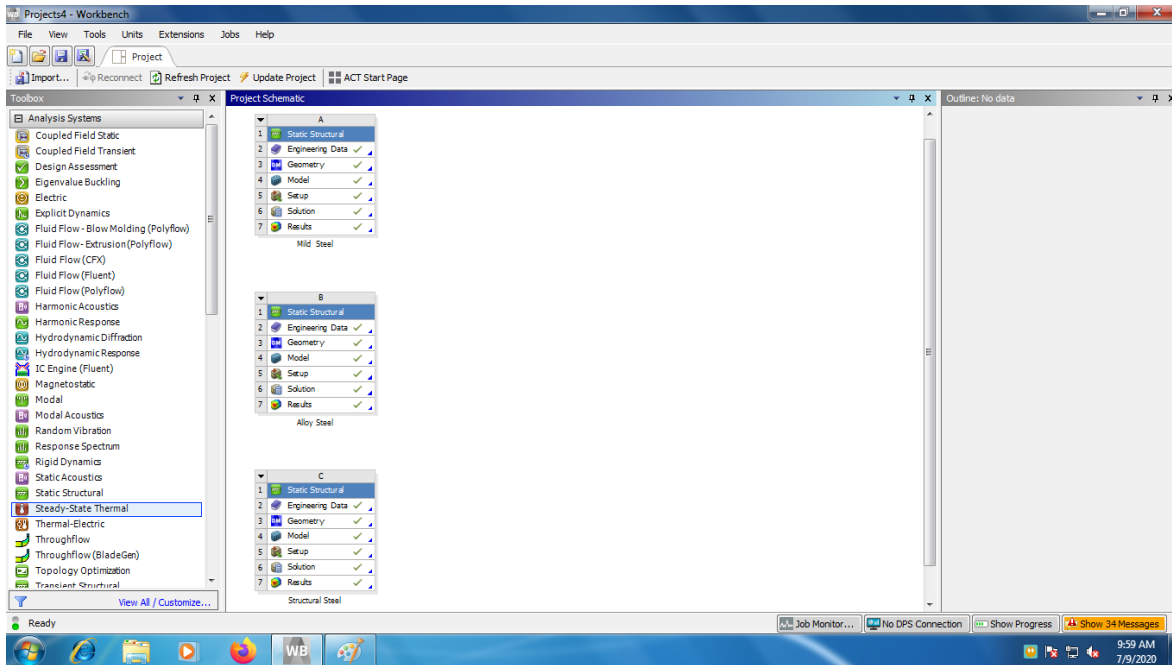 Projects4 - Workbench
File View Tools Units Extensions Jobs Help
Project
Import... Reconnect Refresh Project Update Project ACT Start Page
Toolbox
Analysis Systems
Coupled Field Static
Coupled Field Transient
Design Assessment
Eigenvalue Buckling
Electric
Explicit Dynamics
Fluid Flow - Blow Molding (Polyflow)
Fluid Flow- Extrusion (Polyflow)
Fluid Flow (CFX)
Fluid Flow (Fluent)
Fluid Flow (Polyflow)
Harmonic Acoustics
Harmonic Response
Hydrodynamic Diffraction
Hydrodynamic Response
IC Engine (Fluent)
Magnetostatic
Modal
Modal Acoustics
Random Vibration
Response Spectrum
Rigid Dynamics
Static Acoustics
Static Structural
Steady-State Thermal
Thermal-Electric
Throughflow
Throughflow (BladeGen)
Topology Optimization
Transient Structural
View All / Customize...
Project Schematic
A
1 Static Structural
2 Engineering Data
3 Geometry
4 Model
5 Setup
6 Solution
7 Results
Mild Steel
B
1 Static Structural
2 Engineering Data
3 Geometry
4 Model
5 Setup
6 Solution
7 Results
Alloy Steel
C
1 Static Structural
2 Engineering Data
3 Geometry
4 Model
5 Setup
6 Solution
7 Results
Structural Steel
Outline: No data
Ready
Job Monitor... No DPS Connection Show Progress Show 34 Messages
WB
9:59 AM
7/9/2020